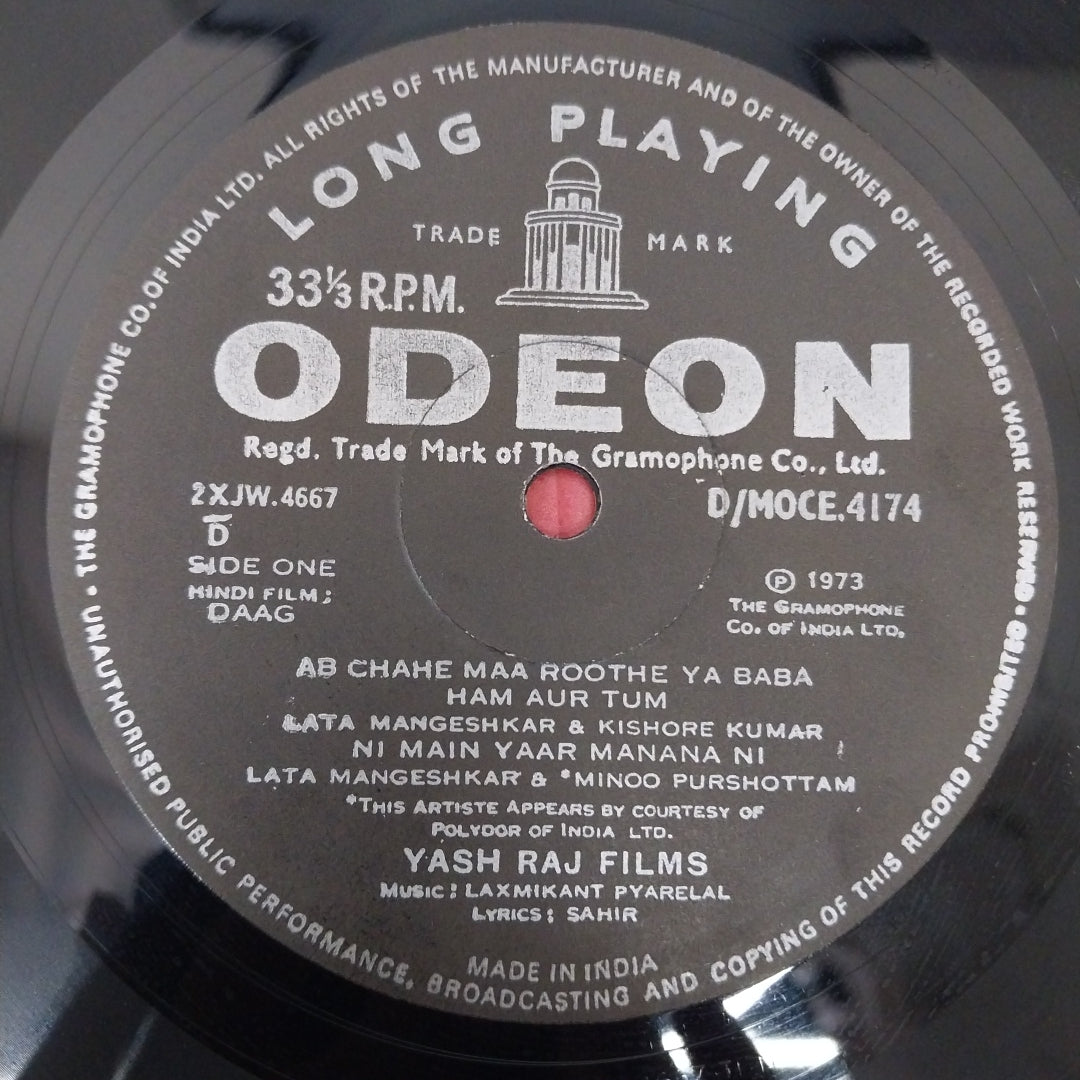 THE GRAMOPHONE CO. OF INDIA LTD. ALL RIGHTS OF THE MANUFACTURER AND OF THE OWNER OF THE RECORDED WORK RESERVED • UNAUTHORISED PUBLIC PERFORMANCE, BROADCASTING AND COPYING OF THIS RECORD PROHIBITED •
LONG PLAYING
TRADE MARK
33⅓ R.P.M.
ODEON
Regd. Trade Mark of The Gramophone Co., Ltd.
2XJW.4667 D/MOCE.4174
D
SIDE ONE
HINDI FILM;
DAAG
Ⓟ 1973
THE GRAMOPHONE
CO. OF INDIA LTD.
AB CHAHE MAA ROOTHE YA BABA
HAM AUR TUM
LATA MANGESHKAR & KISHORE KUMAR
NI MAIN YAAR MANANA NI
LATA MANGESHKAR & *MINOO PURSHOTTAM
*THIS ARTISTE APPEARS BY COURTESY OF
POLYDOR OF INDIA LTD.
YASH RAJ FILMS
MUSIC: LAXMIKANT PYARELAL
LYRICS: SAHIR
MADE IN INDIA